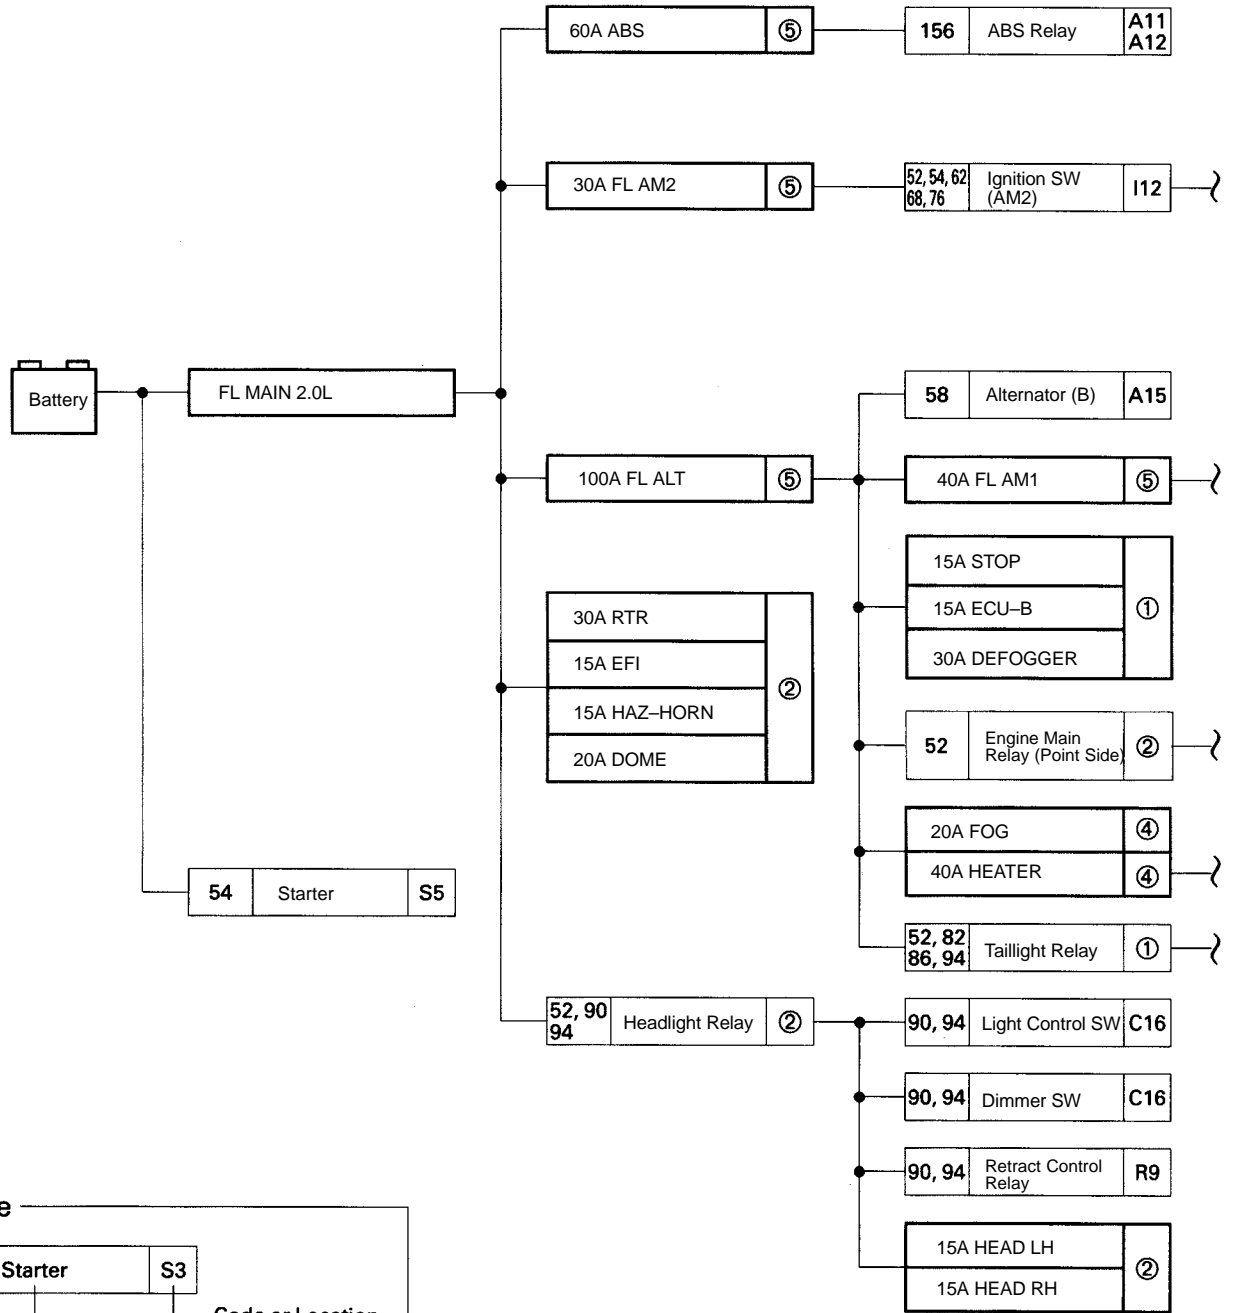 60A ABS ⑤
156 ABS Relay A11
A12
30A FL AM2 ⑤
52, 54, 62 Ignition SW I12
68, 76 (AM2)
Battery
FL MAIN 2.0L
58 Alternator (B) A15
100A FL ALT ⑤
40A FL AM1 ⑤
15A STOP
15A ECU–B ①
30A DEFOGGER
30A RTR
15A EFI
②
15A HAZ–HORN
20A DOME
52 Engine Main ②
Relay (Point Side)
20A FOG ④
40A HEATER ④
54 Starter S5
52, 82 Taillight Relay ①
86, 94
52, 90 Headlight Relay ②
94
90, 94 Light Control SW C16
90, 94 Dimmer SW C16
90, 94 Retract Control R9
Relay
15A HEAD LH
②
15A HEAD RH
e
Starter S3
Code or Location